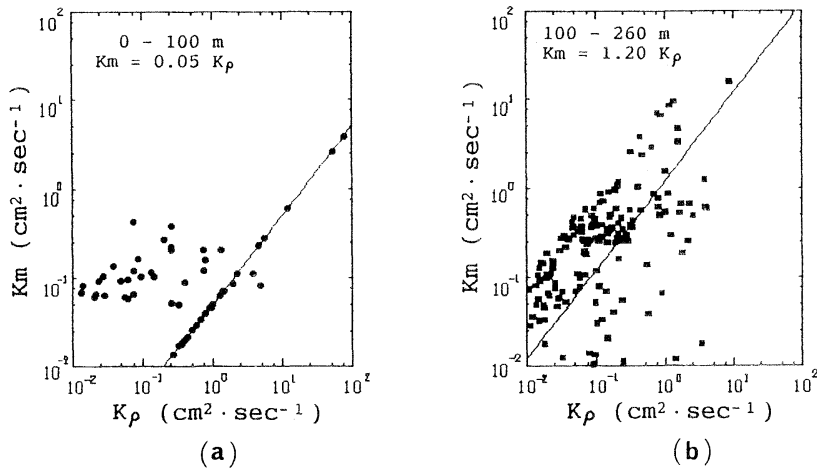 0 - 100 m
Km = 0.05 Kρ
10²
10¹
10⁰
10⁻¹
10⁻²
Km (cm²·sec⁻¹)
10⁻² 10⁻¹ 10⁰ 10¹ 10²
Kρ (cm²·sec⁻¹)
(a)
100 - 260 m
Km = 1.20 Kρ
10²
10¹
10⁰
10⁻¹
10⁻²
Km (cm²·sec⁻¹)
10⁻² 10⁻¹ 10⁰ 10¹ 10²
Kρ (cm²·sec⁻¹)
(b)